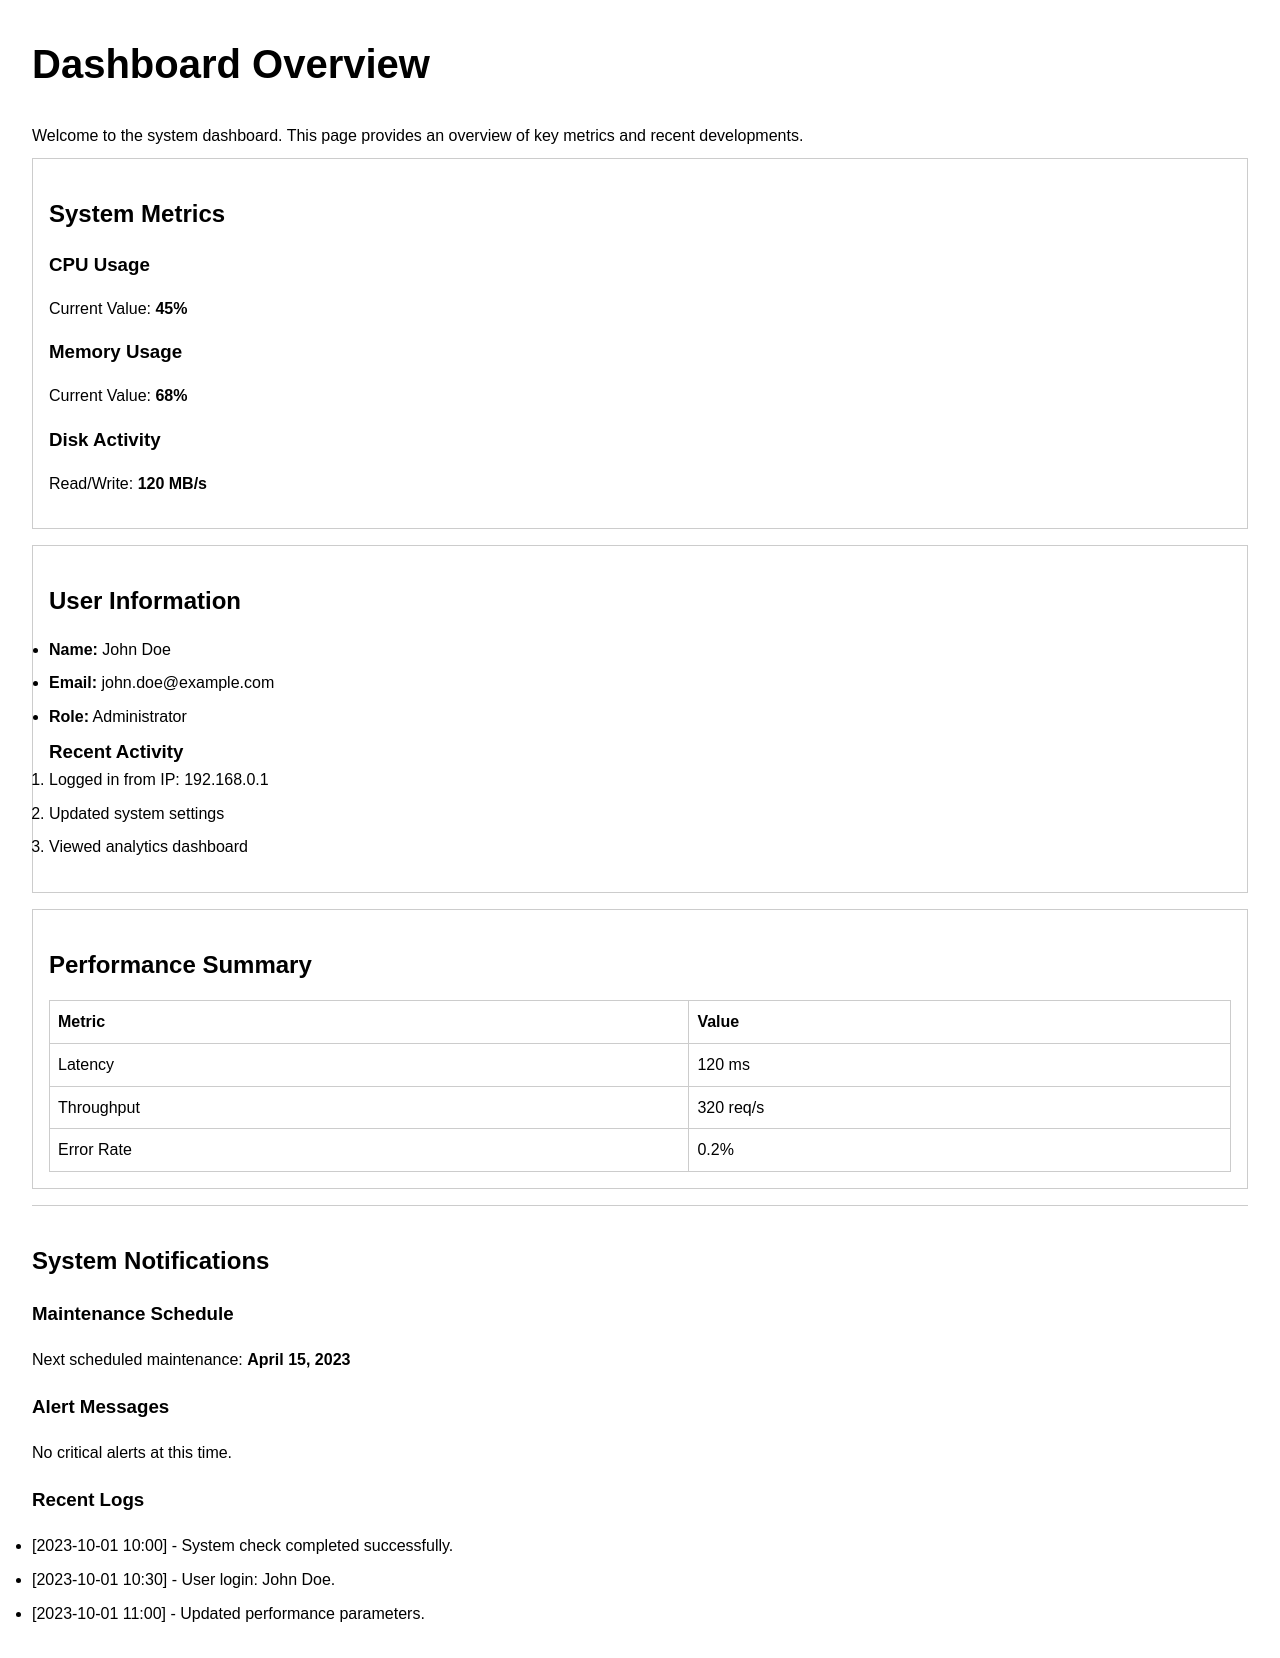 Dashboard Overview
Welcome to the system dashboard. This page provides an overview of key metrics and recent developments.
System Metrics
CPU Usage
Current Value: 45%
Memory Usage
Current Value: 68%
Disk Activity
Read/Write: 120 MB/s
User Information
• Name: John Doe
• Email: john.doe@example.com
• Role: Administrator
Recent Activity
1. Logged in from IP: 192.168.0.1
2. Updated system settings
3. Viewed analytics dashboard
Performance Summary
Metric Value
Latency 120 ms
Throughput 320 req/s
Error Rate 0.2%
System Notifications
Maintenance Schedule
Next scheduled maintenance: April 15, 2023
Alert Messages
No critical alerts at this time.
Recent Logs
• [2023-10-01 10:00] - System check completed successfully.
• [2023-10-01 10:30] - User login: John Doe.
• [2023-10-01 11:00] - Updated performance parameters.